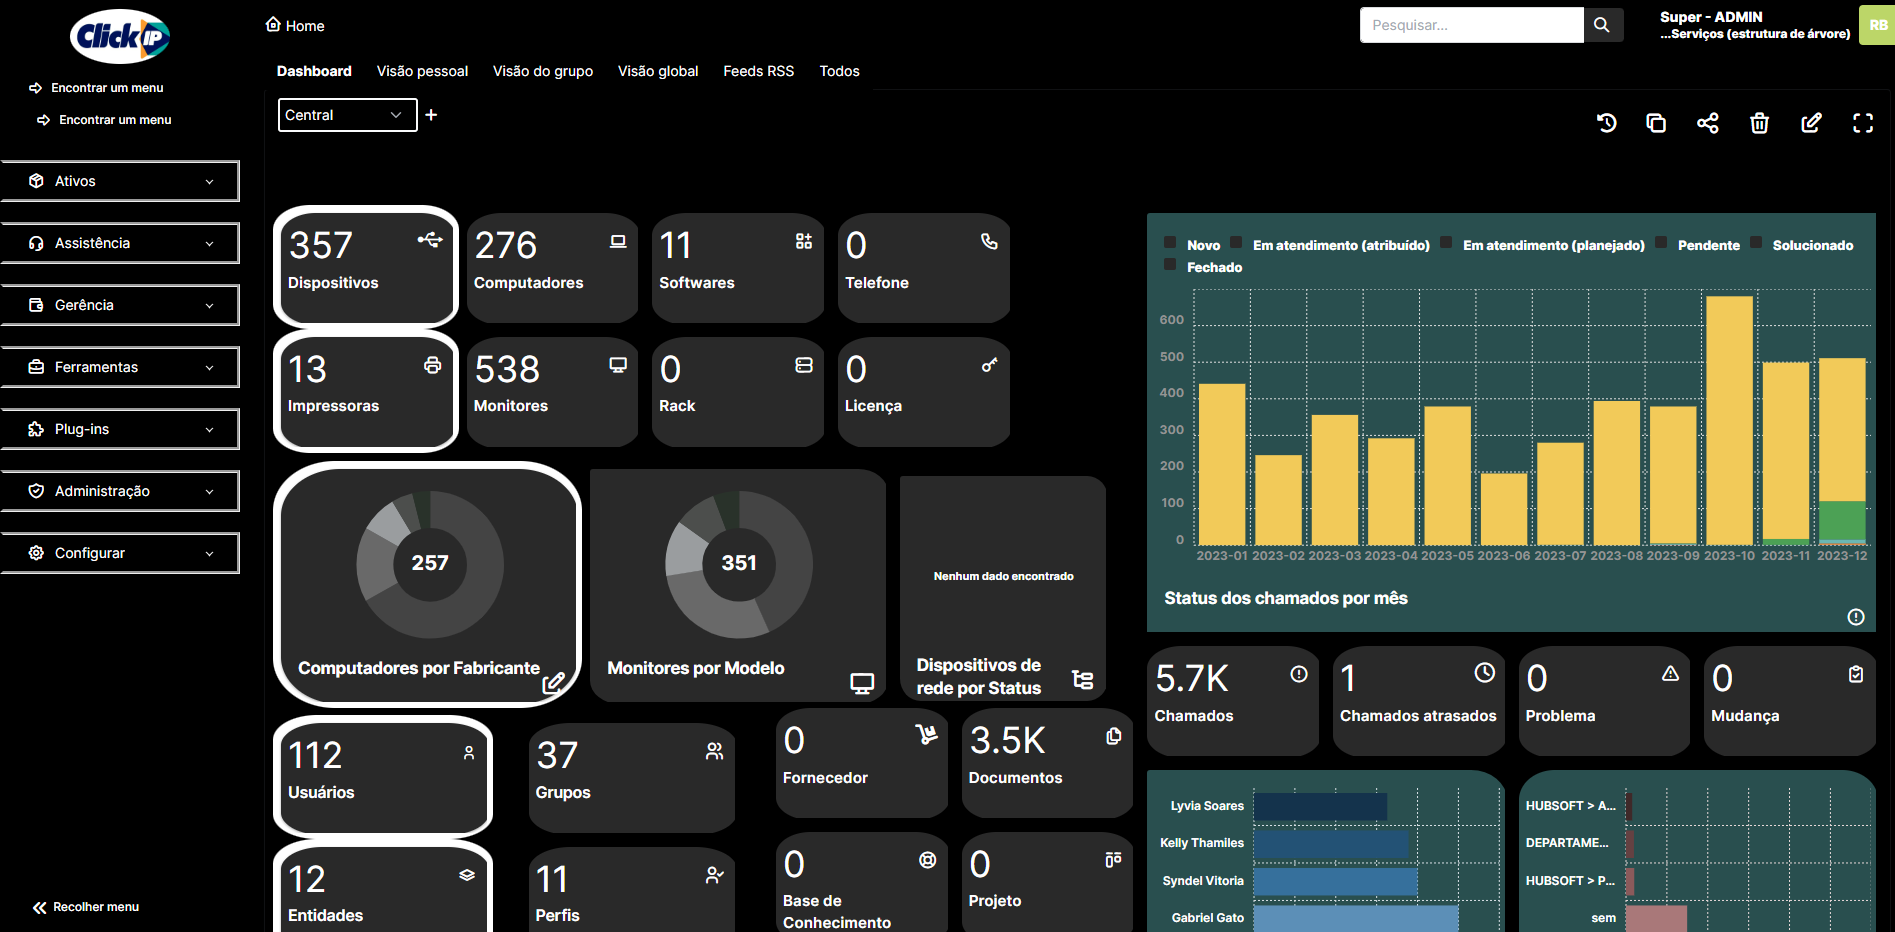 Click IP
Encontrar um menu
Encontrar um menu
Ativos
Assistência
Gerência
Ferramentas
Plug-ins
Administração
Configurar
Recolher menu
Home
Pesquisar...
Super - ADMIN
...Serviços (estrutura de árvore)
RB
Dashboard
Visão pessoal
Visão do grupo
Visão global
Feeds RSS
Todos
Central
+
357
Dispositivos
276
Computadores
11
Softwares
0
Telefone
13
Impressoras
538
Monitores
0
Rack
0
Licença
257
Computadores por Fabricante
351
Monitores por Modelo
Nenhum dado encontrado
Dispositivos de
rede por Status
112
Usuários
37
Grupos
0
Fornecedor
3.5K
Documentos
12
Entidades
11
Perfis
0
Base de
Conhecimento
0
Projeto
Novo
Em atendimento (atribuído)
Em atendimento (planejado)
Pendente
Solucionado
Fechado
600
500
400
300
200
100
0
2023-01
2023-02
2023-03
2023-04
2023-05
2023-06
2023-07
2023-08
2023-09
2023-10
2023-11
2023-12
Status dos chamados por mês
5.7K
Chamados
1
Chamados atrasados
0
Problema
0
Mudança
Lyvia Soares
Kelly Thamiles
Syndel Vitoria
Gabriel Gato
HUBSOFT > A...
DEPARTAME...
HUBSOFT > P...
sem